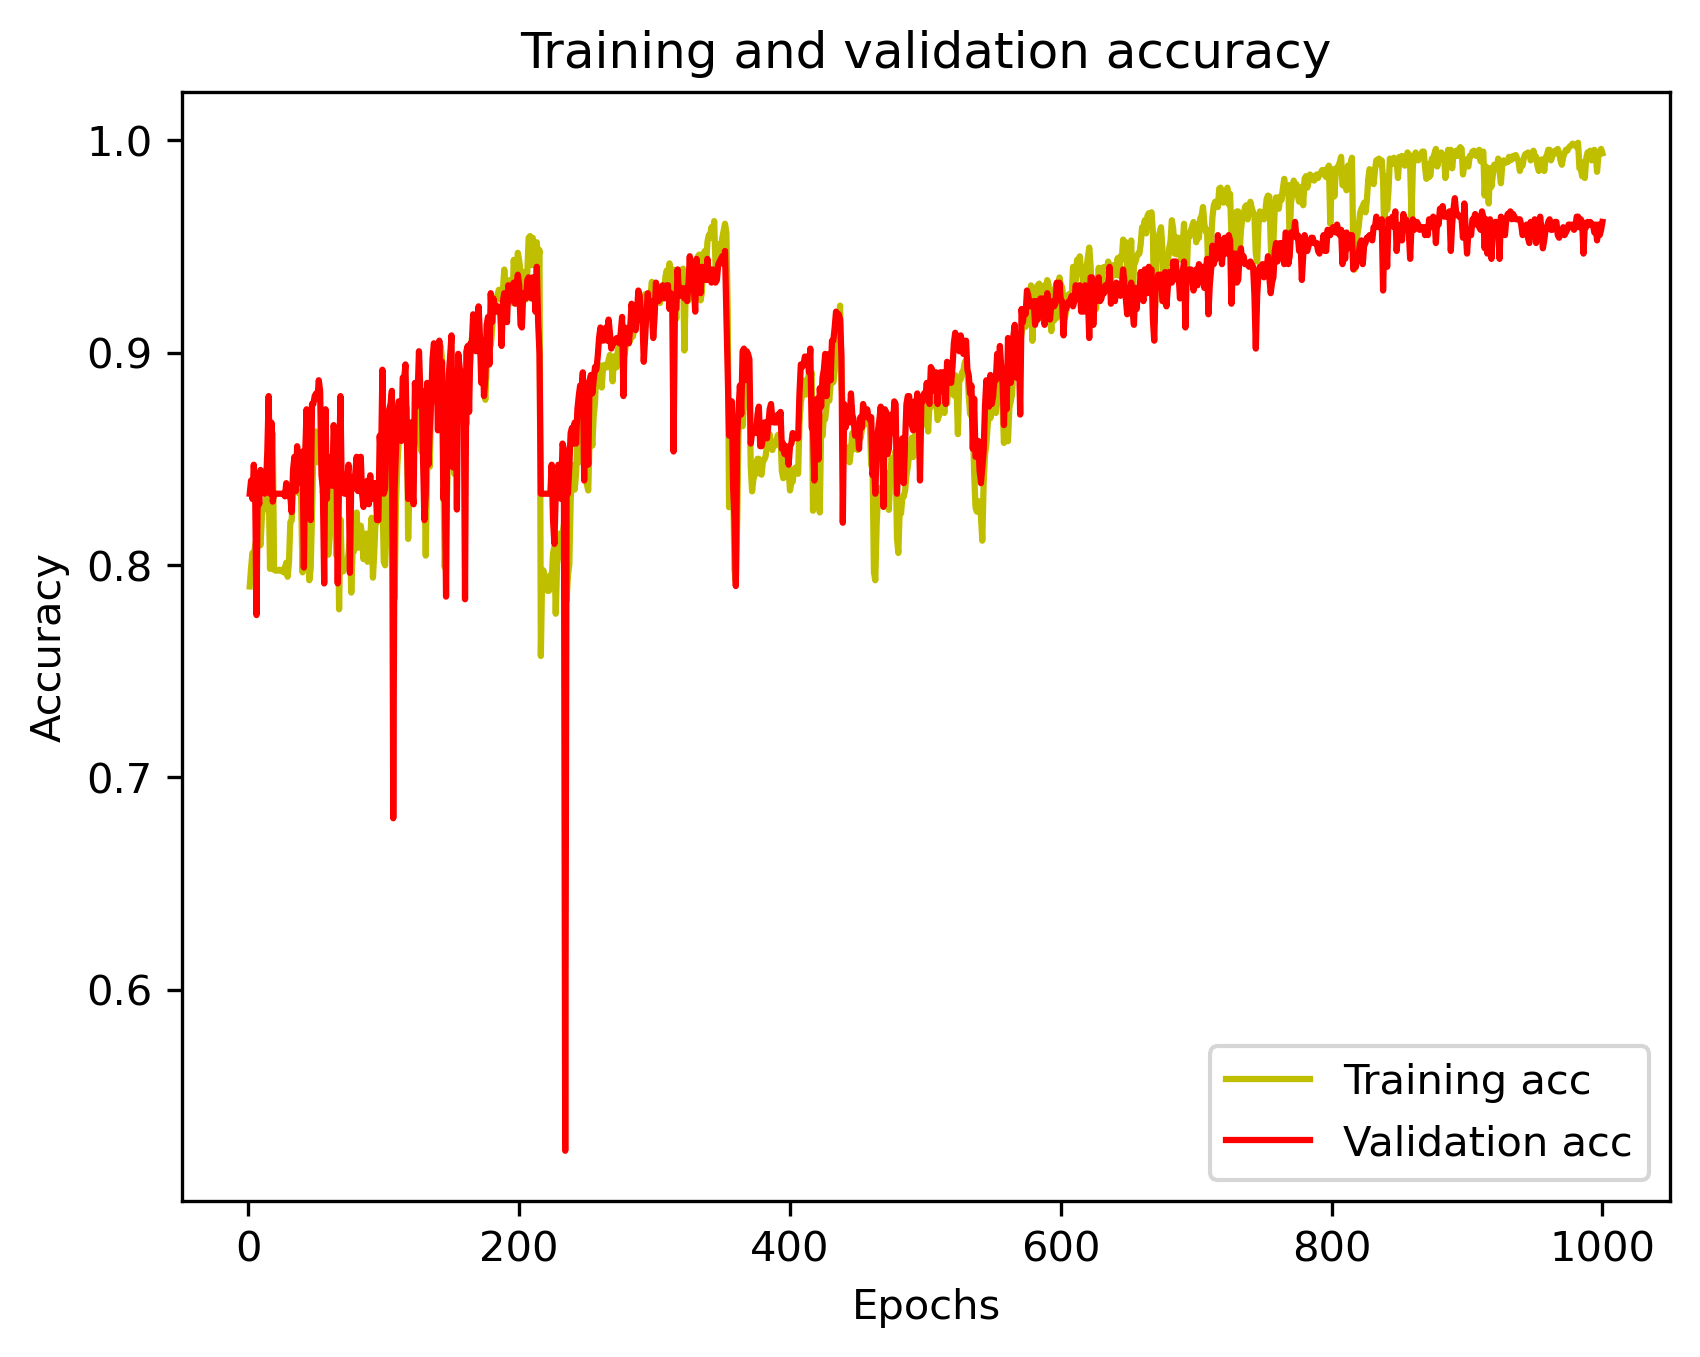 Training and validation accuracy
1.0
0.9
0.8
0.7
0.6
Accuracy
Training acc
Validation acc
0 200 400 600 800 1000
Epochs